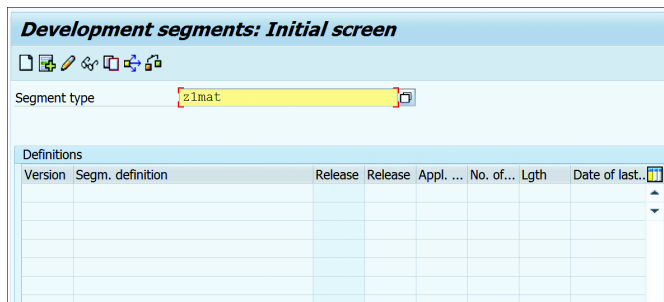 Development segments: Initial screen
Segment type z1mat
Definitions
Version Segm. definition Release Release Appl. ... No. of... Lgth Date of last..